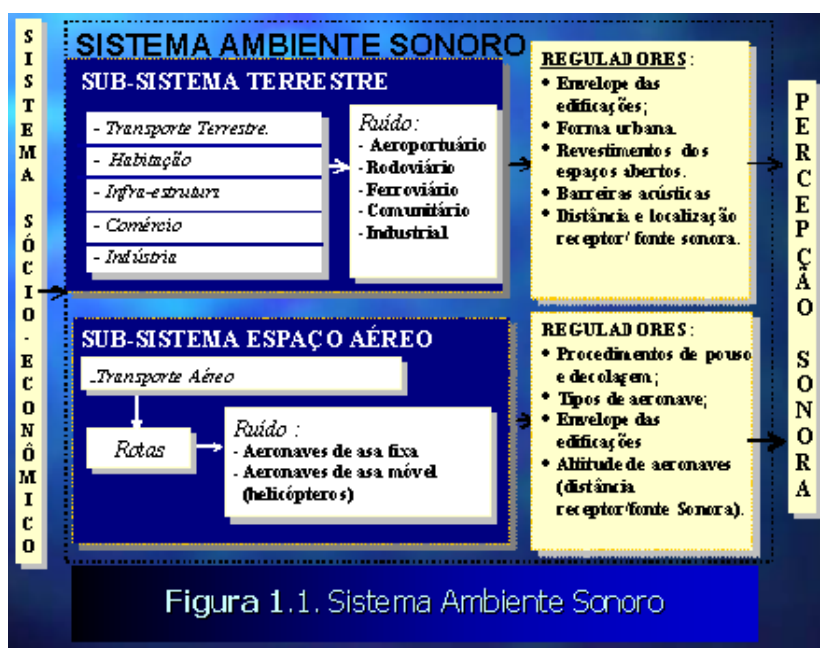 SISTEMA SÓCIO-ECONÔMICO
SISTEMA AMBIENTE SONORO
SUB-SISTEMA TERRESTRE
- Transporte Terrestre.
- Habitação
- Infra-estruturi
- Comércio
- Indústria
Ruído:
- Aeroportuário
- Rodoviário
- Ferroviário
- Comunitário
- Industrial
REGULADORES:
• Envelope das
edificações;
• Forma urbana.
• Revestimentos dos
espaços abertos.
• Barreiras acústicas
• Distância e localização
receptor/ fonte sonora.
SUB-SISTEMA ESPAÇO AÉREO
-Transporte Aéreo
Rotas
Ruído :
- Aeronaves de asa fixa
- Aeronaves de asa móvel
(helicópteros)
REGULADORES:
• Procedimentos de pouso
e decolagem;
• Tipos de aeronave;
• Envelope das
edificações
• Altitude de aeronaves
(distância
receptor/fonte Sonora).
PERCEPÇÃO SONORA
Figura 1.1. Sistema Ambiente Sonoro